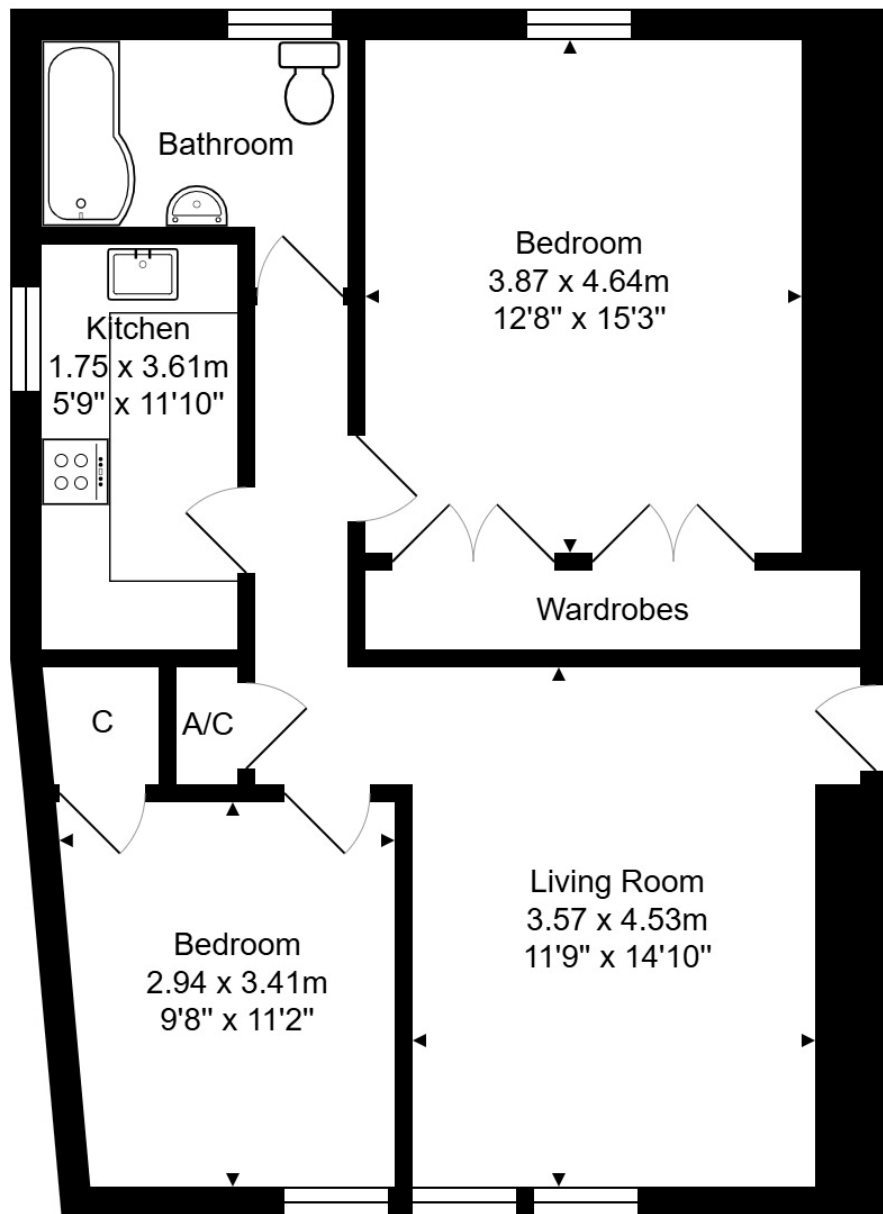 Bathroom
Bedroom
3.87 x 4.64m
12'8" x 15'3"
Kitchen
1.75 x 3.61m
5'9" x 11'10"
Wardrobes
C
A/C
Living Room
3.57 x 4.53m
11'9" x 14'10"
Bedroom
2.94 x 3.41m
9'8" x 11'2"